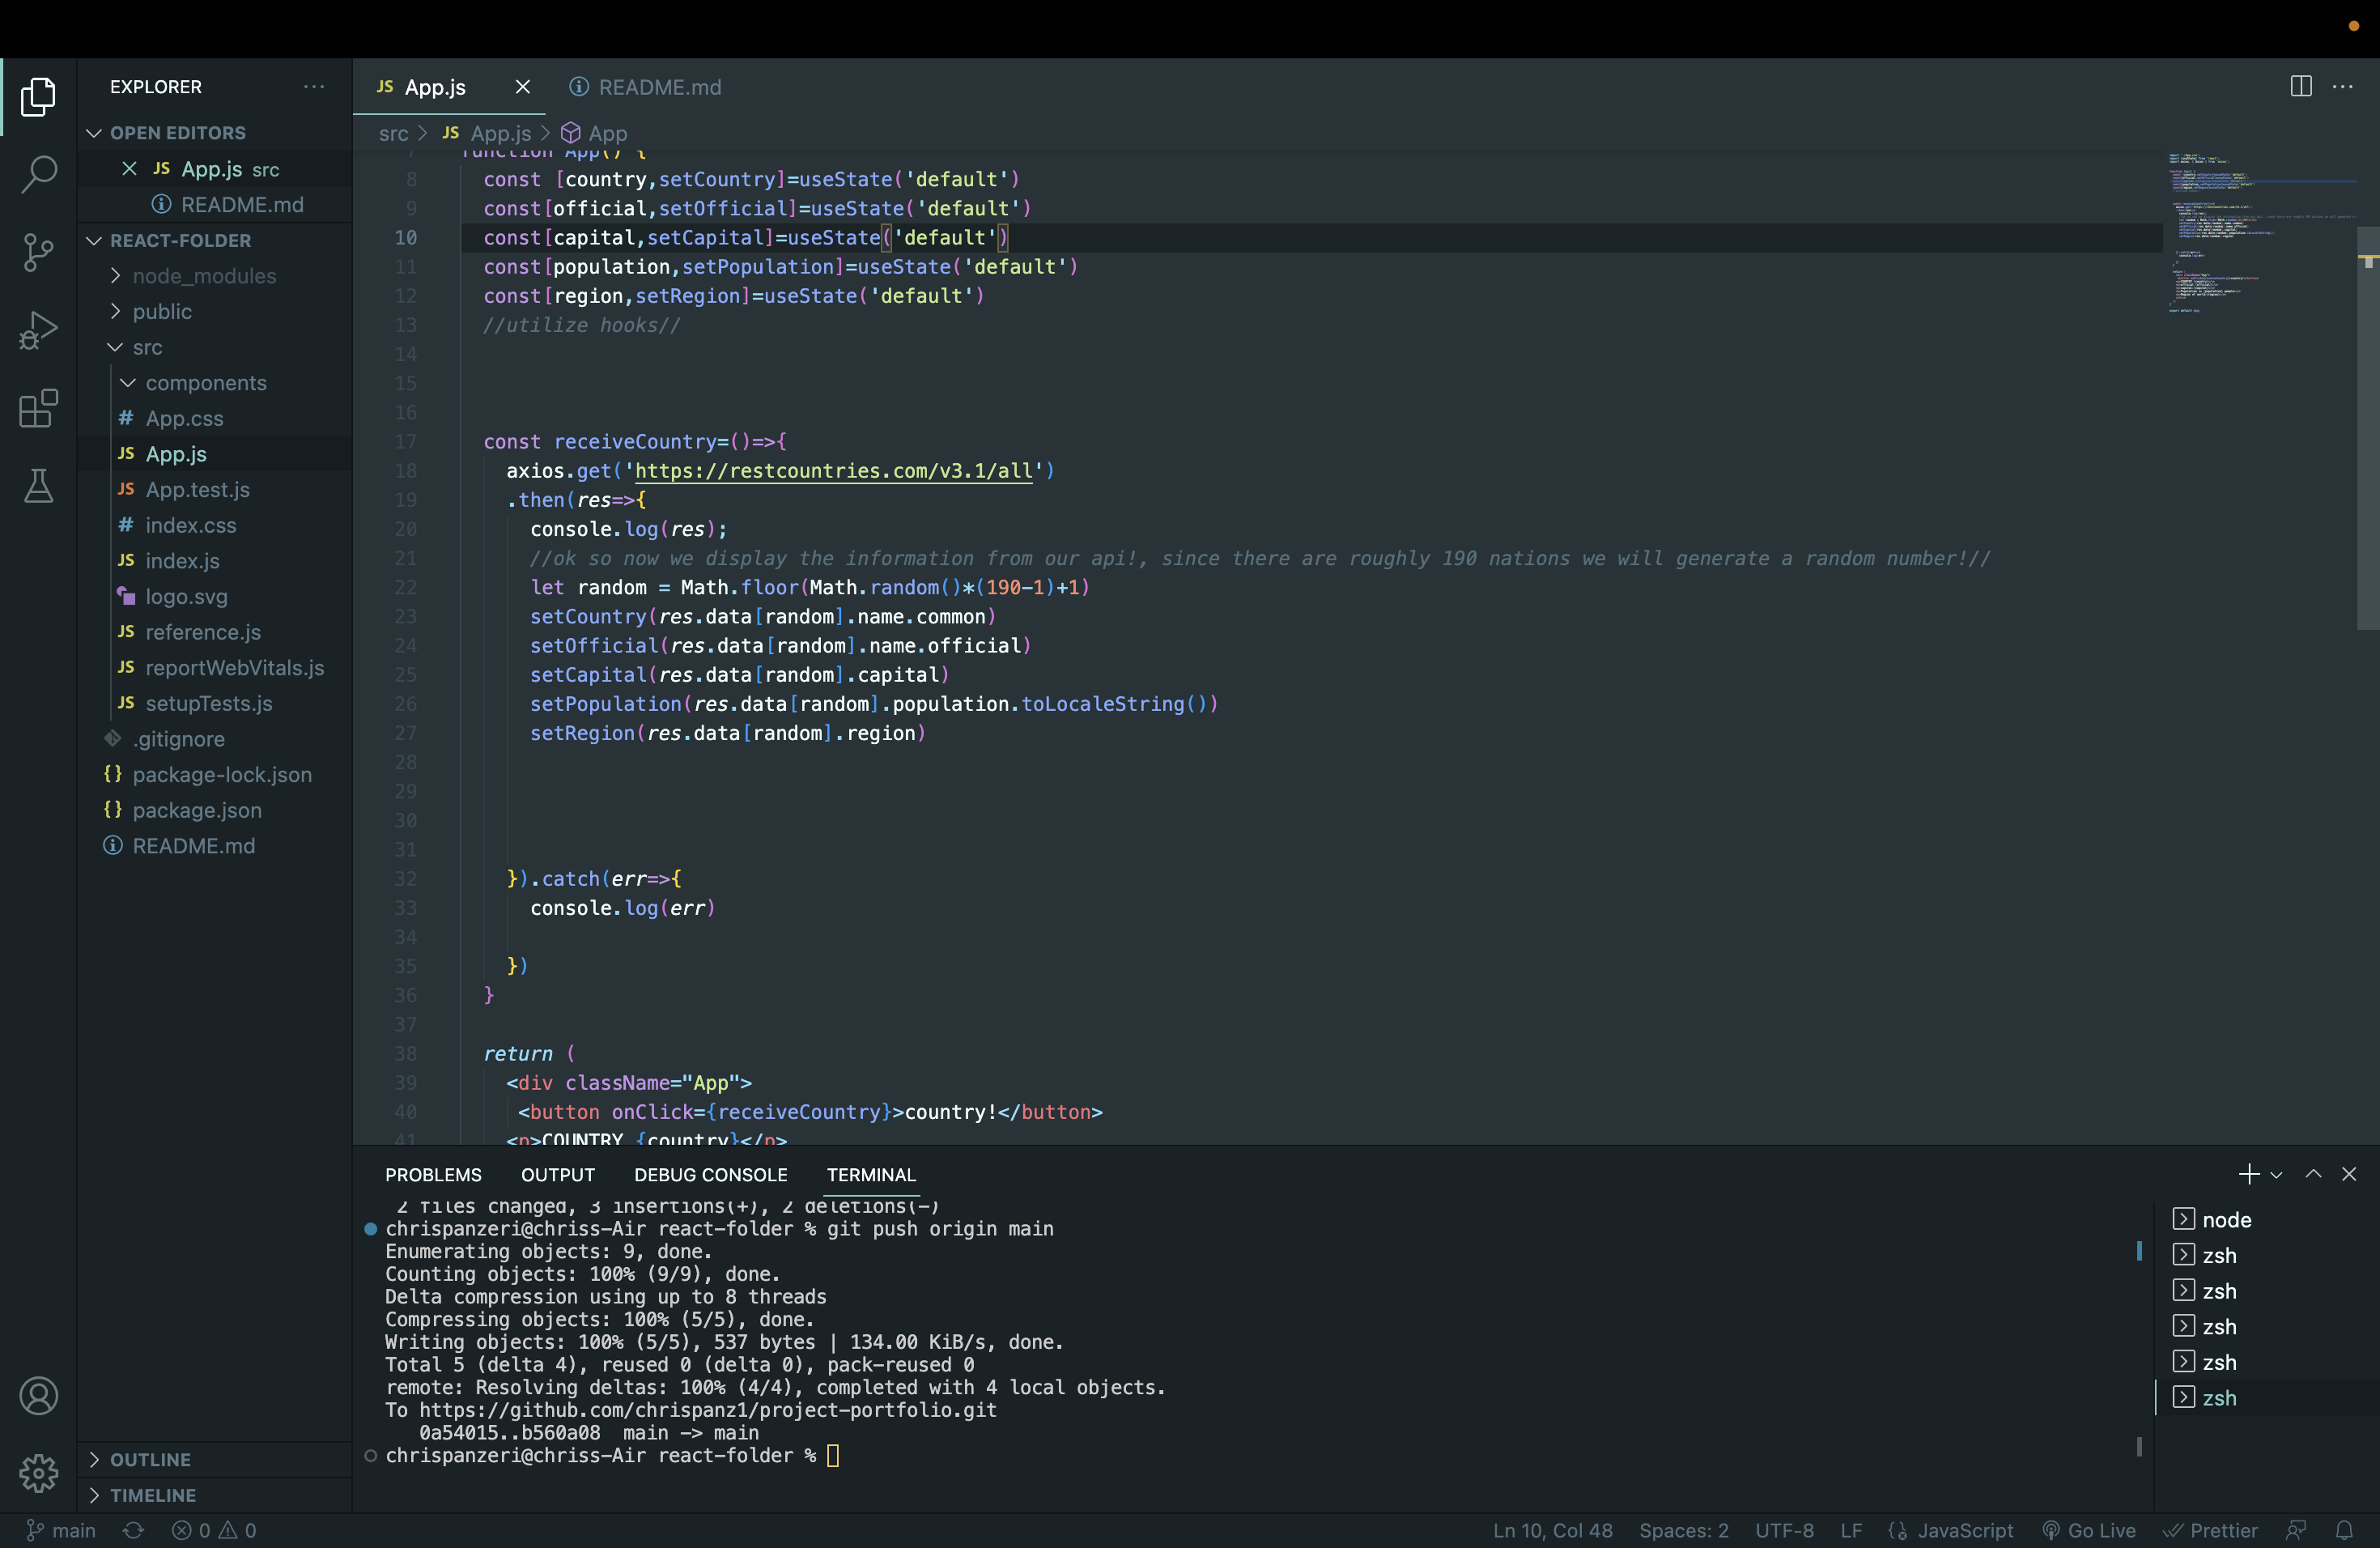 EXPLORER
OPEN EDITORS
JS App.js src
README.md
REACT-FOLDER
node_modules
public
src
components
# App.css
JS App.js
JS App.test.js
# index.css
JS index.js
logo.svg
JS reference.js
JS reportWebVitals.js
JS setupTests.js
.gitignore
{} package-lock.json
{} package.json
README.md
OUTLINE
TIMELINE
JS App.js
README.md
src > JS App.js > App
7 function App() {
8 const [country,setCountry]=useState('default')
9 const[official,setOfficial]=useState('default')
10 const[capital,setCapital]=useState('default')
11 const[population,setPopulation]=useState('default')
12 const[region,setRegion]=useState('default')
13 //utilize hooks//
14
15
16
17 const receiveCountry=()=>{
18 axios.get('https://restcountries.com/v3.1/all')
19 .then(res=>{
20 console.log(res);
21 //ok so now we display the information from our api!, since there are roughly 190 nations we will generate a random number!//
22 let random = Math.floor(Math.random()*(190-1)+1)
23 setCountry(res.data[random].name.common)
24 setOfficial(res.data[random].name.official)
25 setCapital(res.data[random].capital)
26 setPopulation(res.data[random].population.toLocaleString())
27 setRegion(res.data[random].region)
28
29
30
31
32 }).catch(err=>{
33 console.log(err)
34
35 })
36 }
37
38 return (
39 <div className="App">
40 <button onClick={receiveCountry}>country!</button>
41 <p>COUNTRY {country}</p>
PROBLEMS OUTPUT DEBUG CONSOLE TERMINAL
2 files changed, 3 insertions(+), 2 deletions(-)
chrispanzeri@chriss-Air react-folder % git push origin main
Enumerating objects: 9, done.
Counting objects: 100% (9/9), done.
Delta compression using up to 8 threads
Compressing objects: 100% (5/5), done.
Writing objects: 100% (5/5), 537 bytes | 134.00 KiB/s, done.
Total 5 (delta 4), reused 0 (delta 0), pack-reused 0
remote: Resolving deltas: 100% (4/4), completed with 4 local objects.
To https://github.com/chrispanz1/project-portfolio.git
0a54015..b560a08 main -> main
chrispanzeri@chriss-Air react-folder %
node
zsh
zsh
zsh
zsh
zsh
main 0 0 Ln 10, Col 48 Spaces: 2 UTF-8 LF JavaScript Go Live Prettier